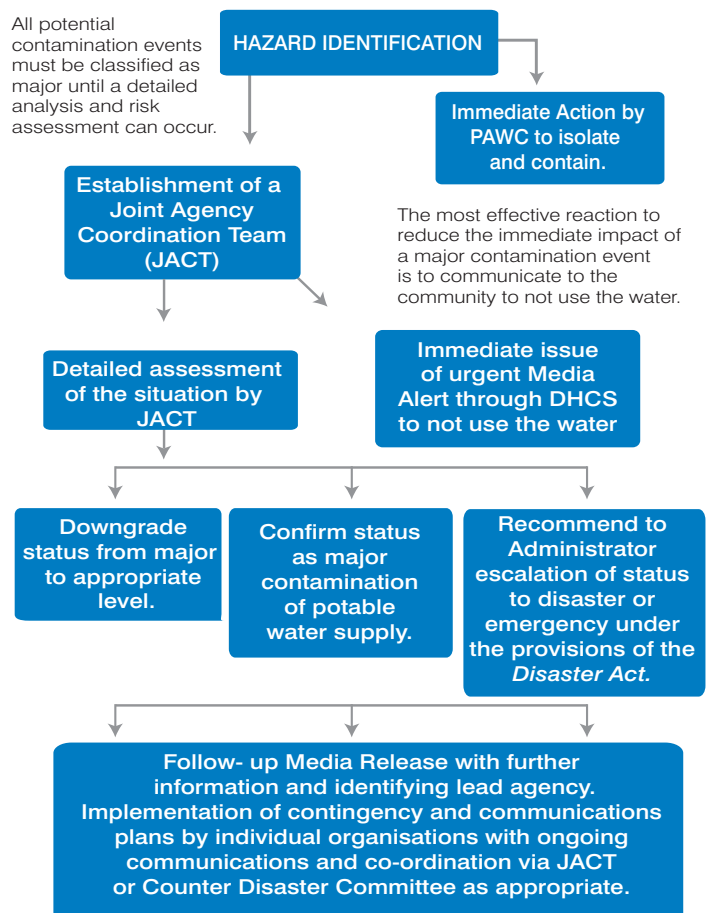 All potential
contamination events
must be classified as
major until a detailed
analysis and risk
assessment can occur.
HAZARD IDENTIFICATION
Immediate Action by
PAWC to isolate
and contain.
Establishment of a
Joint Agency
Coordination Team
(JACT)
The most effective reaction to
reduce the immediate impact of
a major contamination event
is to communicate to the
community to not use the water.
Detailed assessment
of the situation by
JACT
Immediate issue
of urgent Media
Alert through DHCS
to not use the water
Downgrade
status from major
to appropriate
level.
Confirm status
as major
contamination
of potable
water supply.
Recommend to
Administrator
escalation of status
to disaster or
emergency under
the provisions of the
Disaster Act.
Follow- up Media Release with further
information and identifying lead agency.
Implementation of contingency and communications
plans by individual organisations with ongoing
communications and co-ordination via JACT
or Counter Disaster Committee as appropriate.